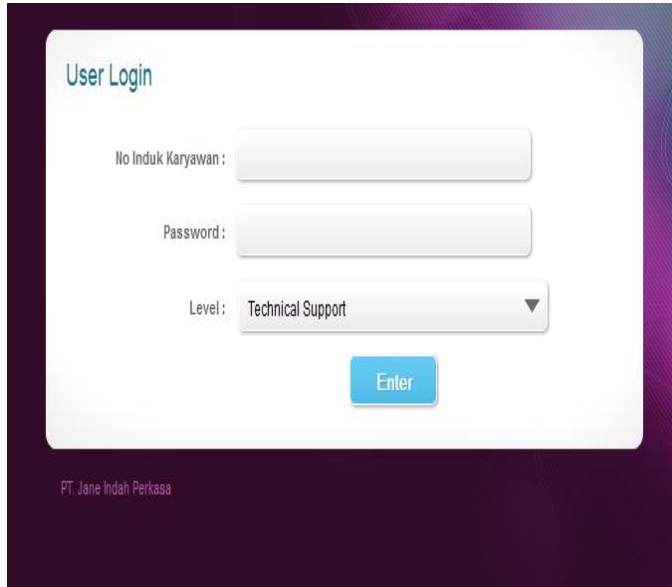 User Login
No Induk Karyawan :
Password :
Level : Technical Support
Enter
PT. Jane Indah Perkasa